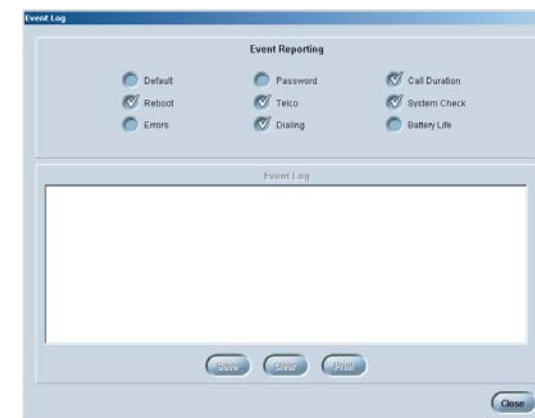 Event Log
Event Reporting
Default Password Call Duration
Reboot Telco System Check
Errors Dialing Battery Life
Event Log
Save Clear Print
Close